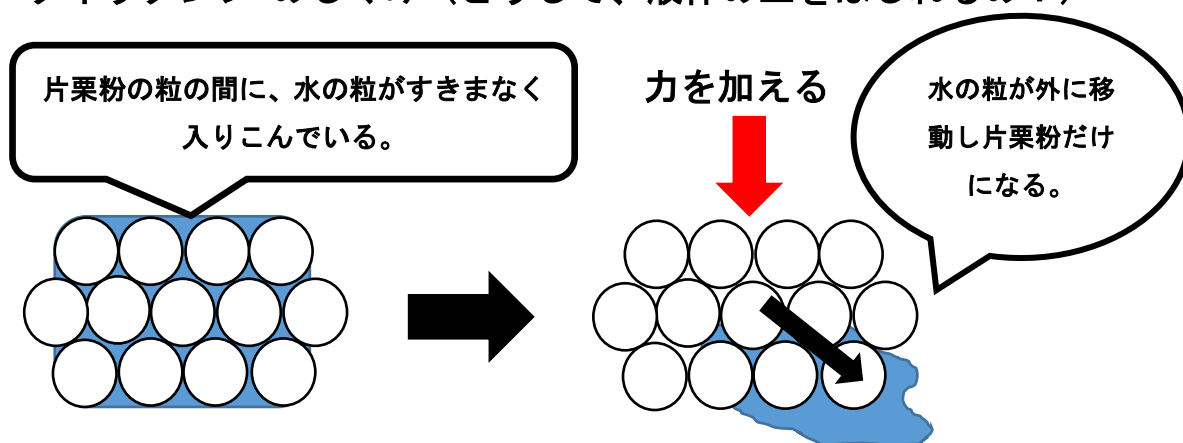 片栗粉の粒の間に、水の粒がすきまなく
入りこんでいる。
力を加える
水の粒が外に移
動し片栗粉だけ
になる。